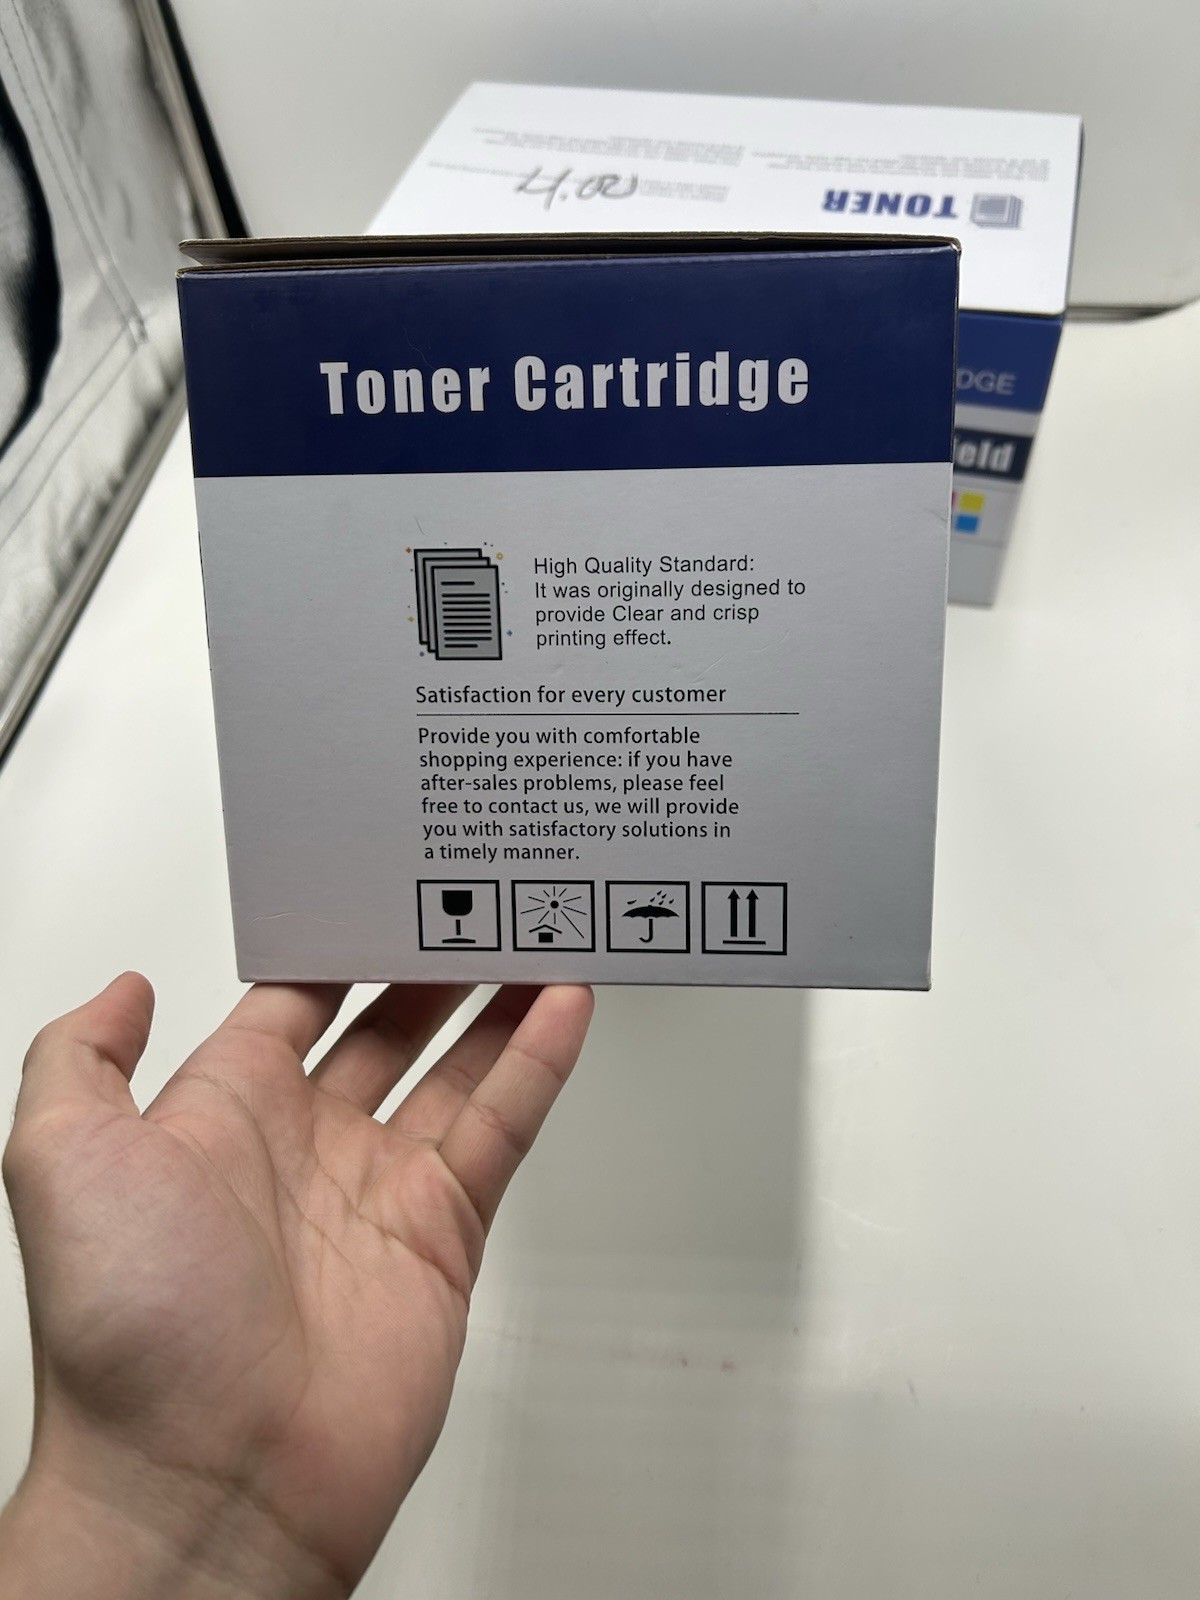 TONER
Toner Cartridge
DGE
ield
High Quality Standard:
It was originally designed to
provide Clear and crisp
printing effect.
Satisfaction for every customer
Provide you with comfortable
shopping experience: if you have
after-sales problems, please feel
free to contact us, we will provide
you with satisfactory solutions in
a timely manner.